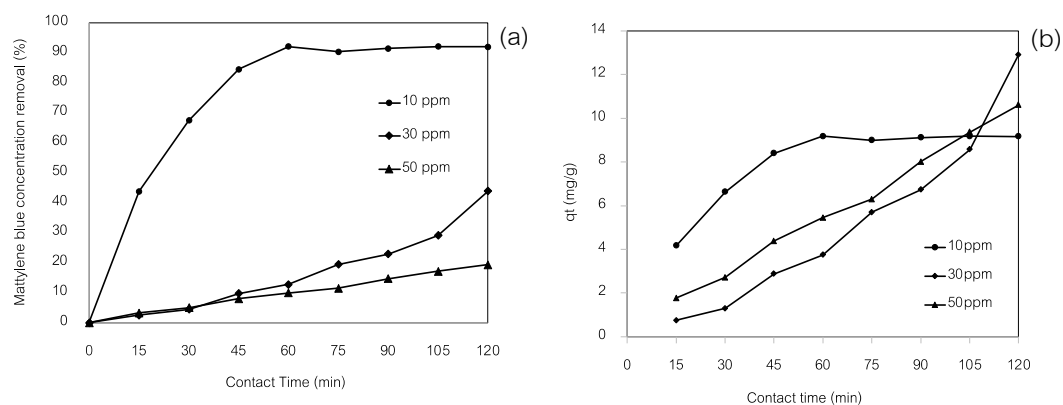 (a)
Mattylene blue concentration removal (%)
100
90
80
70
60
50
40
30
20
10
0
10 ppm
30 ppm
50 ppm
0 15 30 45 60 75 90 105 120
Contact Time (min)
(b)
qt (mg/g)
14
12
10
8
6
4
2
0
10ppm
30ppm
50ppm
0 15 30 45 60 75 90 105 120
Contact time (min)